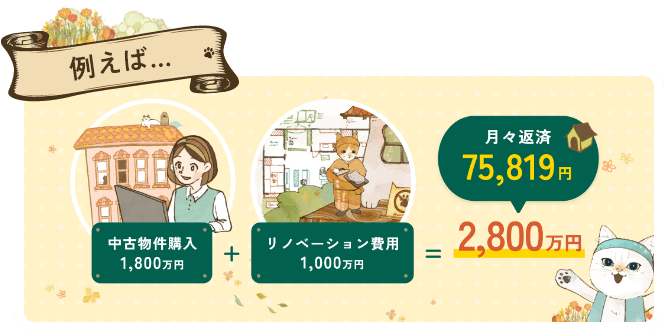 例えば…
中古物件購入
1,800万円
+
リノベーション費用
1,000万円
=
月々返済
75,819円
2,800万円